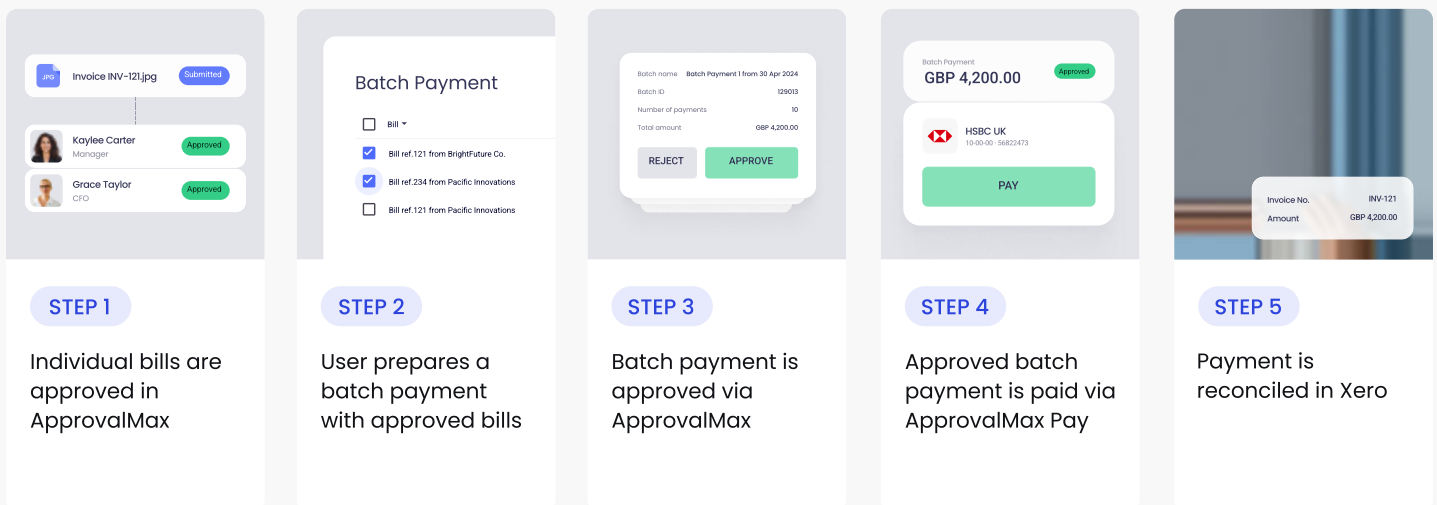 JPG
Invoice INV-121.jpg
Submitted
Kaylee Carter
Manager
Approved
Grace Taylor
CFO
Approved
STEP 1
Individual bills are
approved in
ApprovalMax
Batch Payment
Bill
Bill ref.121 from BrightFuture Co.
Bill ref.234 from Pacific Innovations
Bill ref.121 from Pacific Innovations
STEP 2
User prepares a
batch payment
with approved bills
Batch name Batch Payment 1 from 30 Apr 2024
Batch ID 129013
Number of payments 10
Total amount GBP 4,200.00
REJECT APPROVE
STEP 3
Batch payment is
approved via
ApprovalMax
Batch Payment
GBP 4,200.00
Approved
HSBC UK
10-00-00 · 56822473
PAY
STEP 4
Approved batch
payment is paid via
ApprovalMax Pay
Invoice No. INV-121
Amount GBP 4,200.00
STEP 5
Payment is
reconciled in Xero